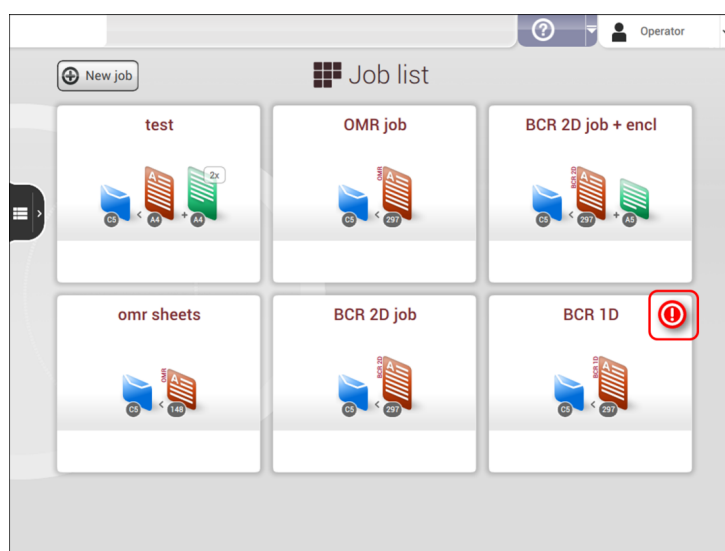 Operator
New job
Job list
test
OMR job
BCR 2D job + encl
2x
A
C5 < A4 + A4
OMR
A
C5 < 297
BCR 2D
A
C5 < 297 + A5
omr sheets
BCR 2D job
BCR 1D
OMR
A
C5 < 148
BCR 2D
A
C5 < 297
BCR 1D
A
C5 < 297